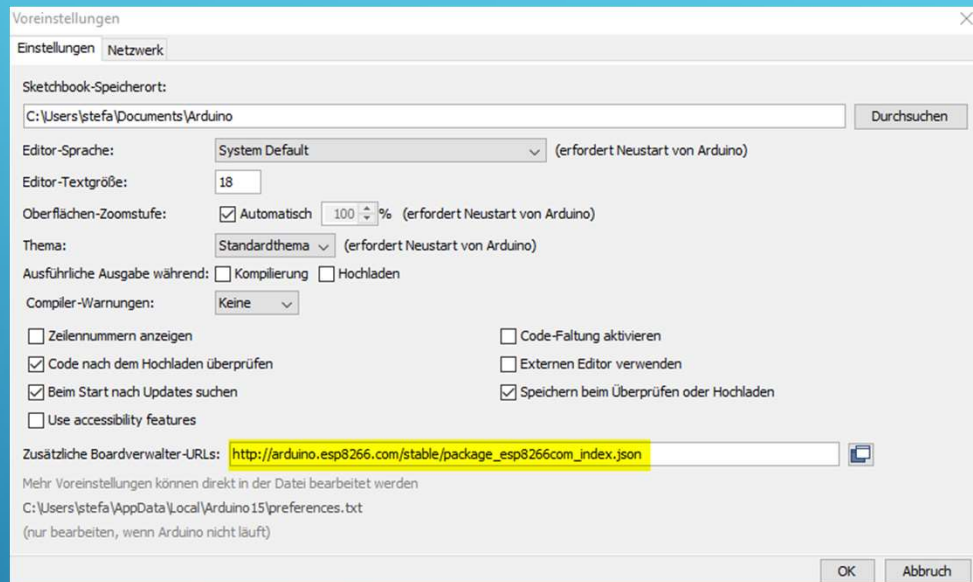 Voreinstellungen
Einstellungen Netzwerk
Sketchbook-Speicherort:
C:\Users\stefa\Documents\Arduino Durchsuchen
Editor-Sprache: System Default (erfordert Neustart von Arduino)
Editor-Textgröße: 18
Oberflächen-Zoomstufe: Automatisch 100 % (erfordert Neustart von Arduino)
Thema: Standardthema (erfordert Neustart von Arduino)
Ausführliche Ausgabe während: Kompilierung Hochladen
Compiler-Warnungen: Keine
Zeilennummern anzeigen Code-Faltung aktivieren
Code nach dem Hochladen überprüfen Externen Editor verwenden
Beim Start nach Updates suchen Speichern beim Überprüfen oder Hochladen
Use accessibility features
Zusätzliche Boardverwalter-URLs: http://arduino.esp8266.com/stable/package_esp8266com_index.json
Mehr Voreinstellungen können direkt in der Datei bearbeitet werden
C:\Users\stefa\AppData\Local\Arduino15\preferences.txt
(nur bearbeiten, wenn Arduino nicht läuft)
OK Abbruch